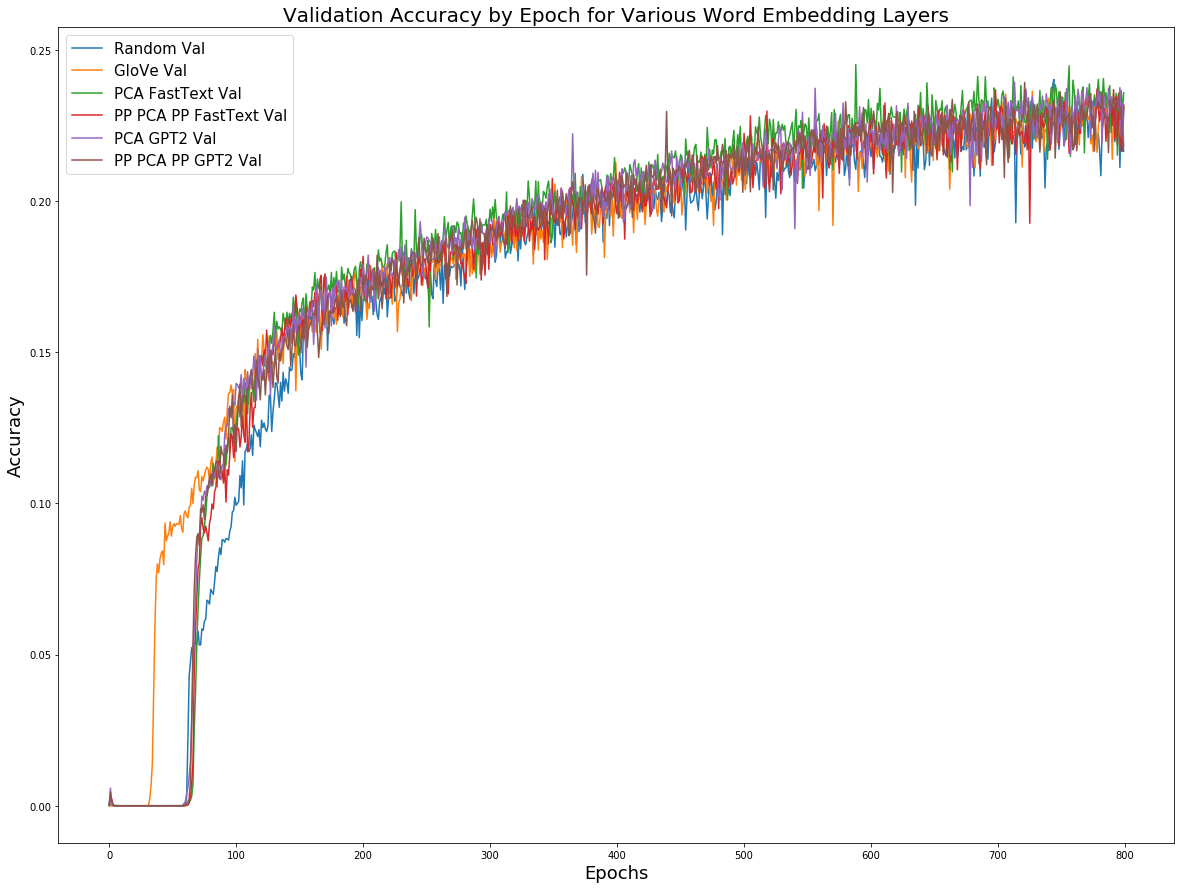 Validation Accuracy by Epoch for Various Word Embedding Layers
Random Val
GloVe Val
PCA FastText Val
PP PCA PP FastText Val
PCA GPT2 Val
PP PCA PP GPT2 Val
Accuracy
0.25
0.20
0.15
0.10
0.05
0.00
0 100 200 300 400 500 600 700 800
Epochs